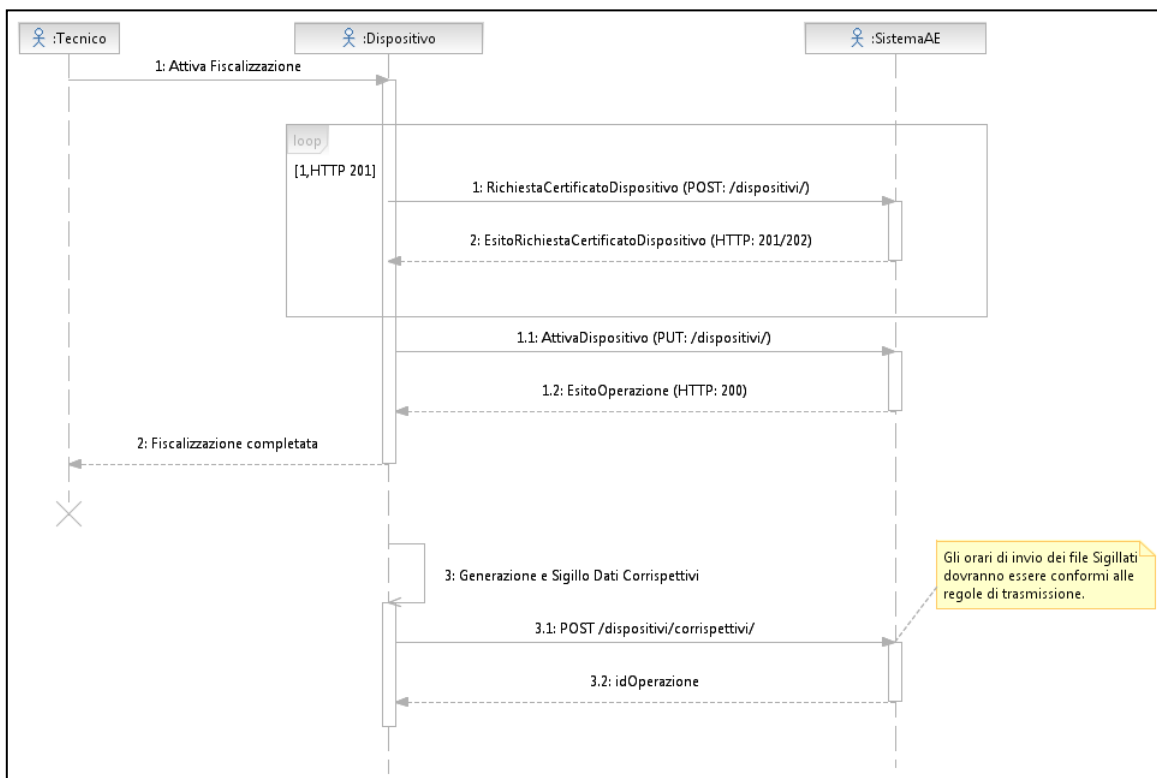 :Tecnico
:Dispositivo
:SistemaAE
1: Attiva Fiscalizzazione
loop
[1,HTTP 201]
1: RichiestaCertificatoDispositivo (POST: /dispositivi/)
2: EsitoRichiestaCertificatoDispositivo (HTTP: 201/202)
1.1: AttivaDispositivo (PUT: /dispositivi/)
1.2: EsitoOperazione (HTTP: 200)
2: Fiscalizzazione completata
Gli orari di invio dei file Sigillati
dovranno essere conformi alle
regole di trasmissione.
3: Generazione e Sigillo Dati Corrispettivi
3.1: POST /dispositivi/corrispettivi/
3.2: idOperazione